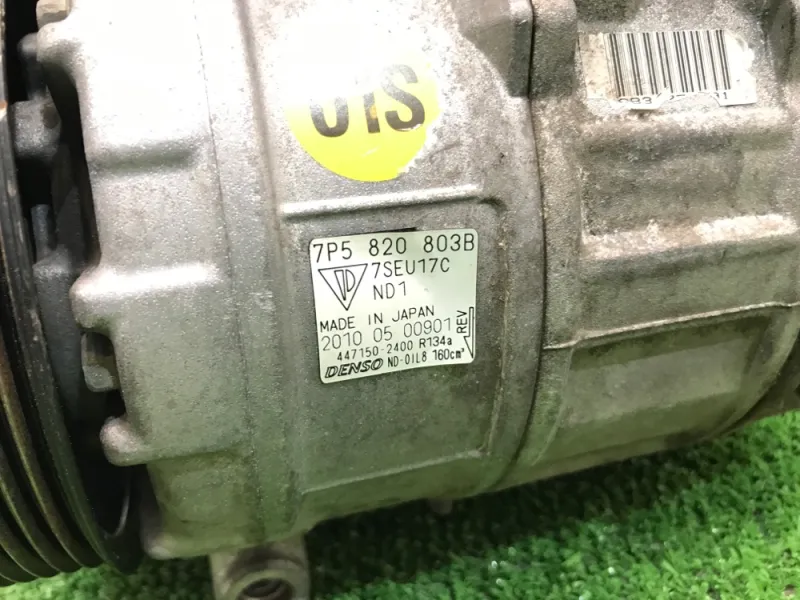 OIS
7P5 820 803B
7SEU17C
ND1
MADE IN JAPAN
2010 05 00901 REV
447150-2400 R134a
DENSO ND-OIL8 160cm³